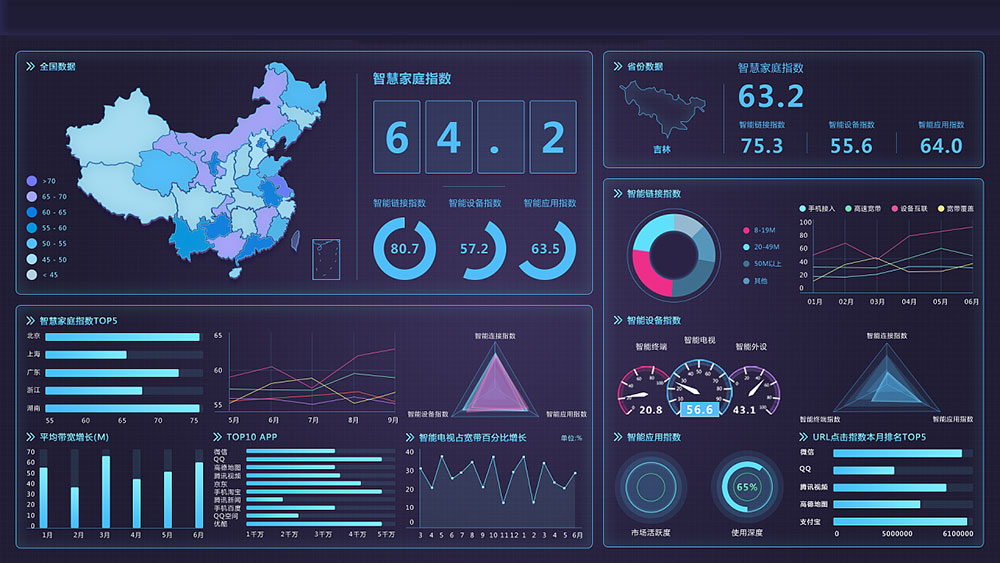 全国数据
>70
65 - 70
60 - 65
55 - 60
50 - 55
45 - 50
< 45
智慧家庭指数
6 4 . 2
智能链接指数 智能设备指数 智能应用指数
80.7 57.2 63.5
省份数据
吉林
智慧家庭指数
63.2
智能链接指数 智能设备指数 智能应用指数
75.3 55.6 64.0
智慧家庭指数TOP5
北京
上海
广东
浙江
湖南
55 60 65 70 75
65
60
55
5月 6月 7月 8月 9月
智能连接指数
智能设备指数 智能应用指数
平均带宽增长(M)
70
60
50
40
30
20
10
0
1月 2月 3月 4月 5月 6月
TOP10 APP
微信
QQ
高德地图
腾讯视频
京东
手机淘宝
腾讯新闻
手机百度
QQ空间
优酷
1千万 2千万 3千万 4千万 5千万
智能电视占宽带百分比增长 单位:%
40
30
20
10
0
3 4 5 6 7 8 9 10 11 12 1 2 3 4 5 6月
智能链接指数
8-19M
20-49M
50M以上
其他
手机接入 高速宽带 设备互联 宽带覆盖
100
80
60
40
20
0
01月 02月 03月 04月 05月 06月
智能设备指数
智能终端 智能电视 智能外设
20.8 56.6 43.1
智能连接指数
智能终端指数 智能应用指数
智能应用指数
65%
市场活跃度 使用深度
URL点击指数本月排名TOP5
微信
QQ
腾讯视频
高德地图
支付宝
0 5000000 6100000